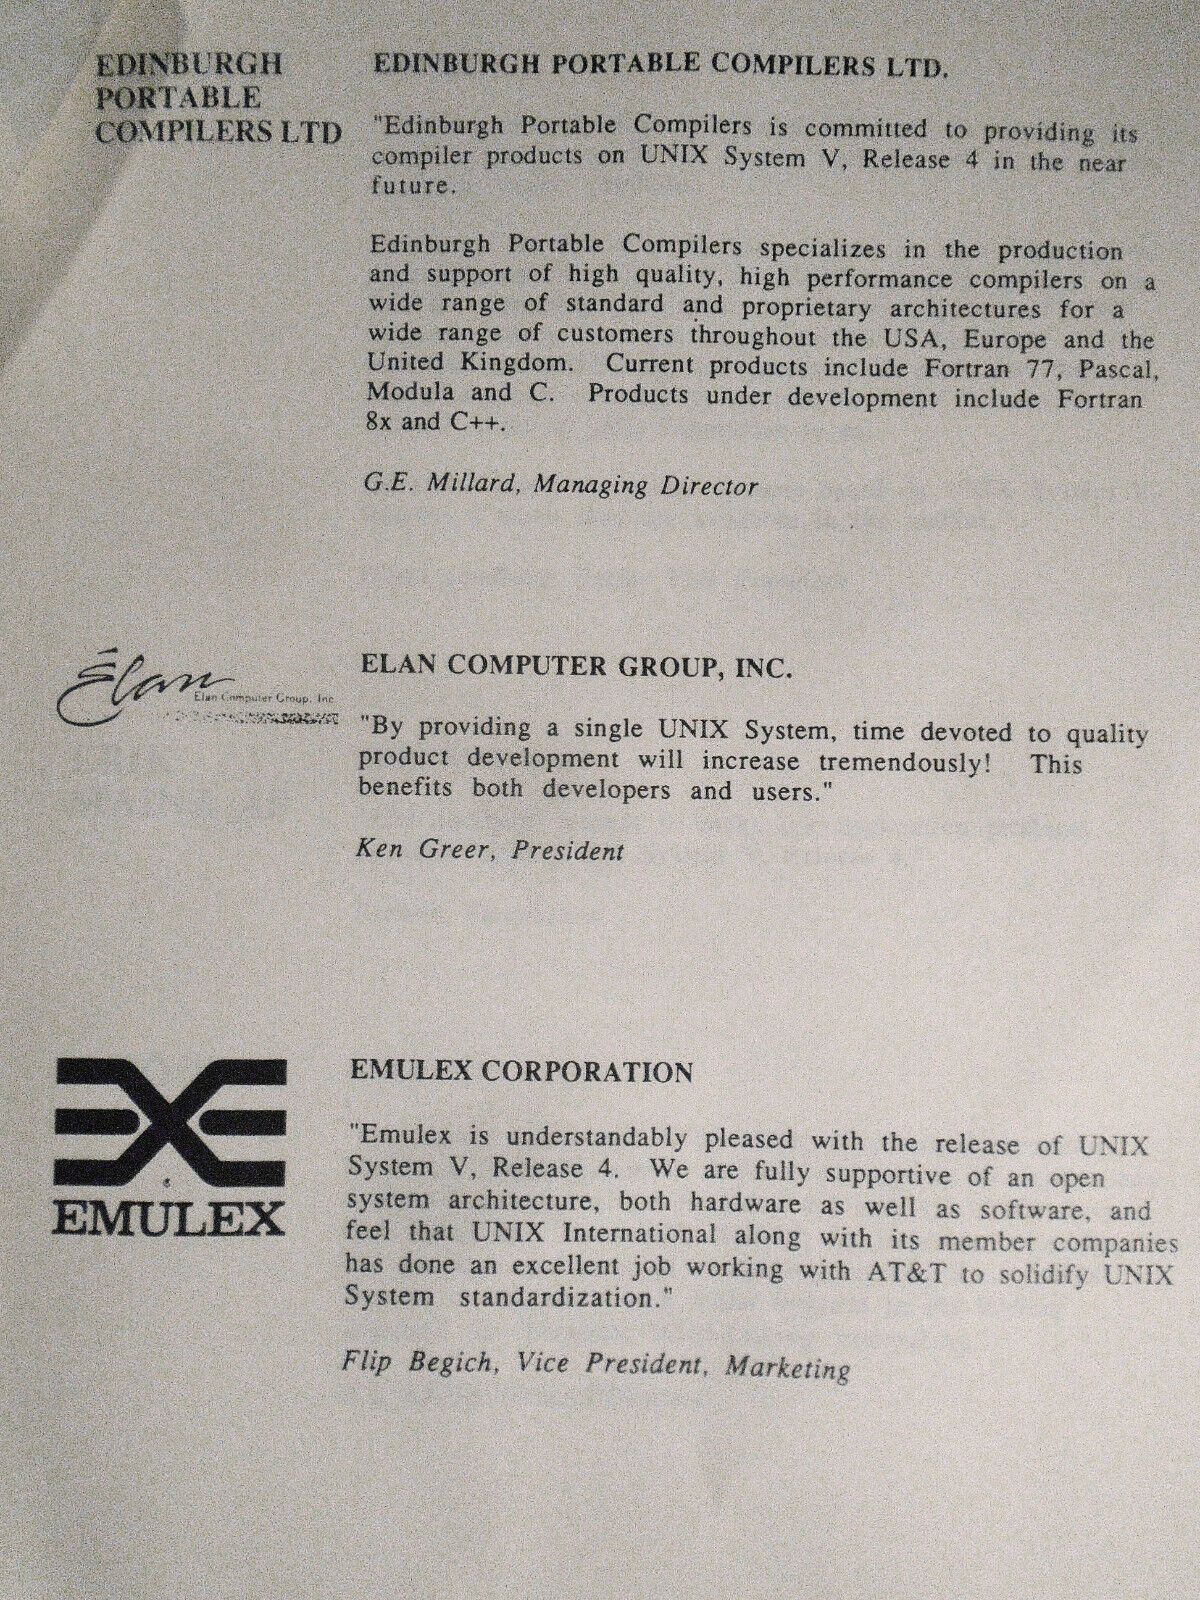 EDINBURGH
PORTABLE
COMPILERS LTD
EDINBURGH PORTABLE COMPILERS LTD.
"Edinburgh Portable Compilers is committed to providing its
compiler products on UNIX System V, Release 4 in the near
future.
Edinburgh Portable Compilers specializes in the production
and support of high quality, high performance compilers on a
wide range of standard and proprietary architectures for a
wide range of customers throughout the USA, Europe and the
United Kingdom. Current products include Fortran 77, Pascal,
Modula and C. Products under development include Fortran
8x and C++.
G.E. Millard, Managing Director
Élan
Elan Computer Group, Inc.
ELAN COMPUTER GROUP, INC.
"By providing a single UNIX System, time devoted to quality
product development will increase tremendously! This
benefits both developers and users."
Ken Greer, President
EMULEX
EMULEX CORPORATION
"Emulex is understandably pleased with the release of UNIX
System V, Release 4. We are fully supportive of an open
system architecture, both hardware as well as software, and
feel that UNIX International along with its member companies
has done an excellent job working with AT&T to solidify UNIX
System standardization."
Flip Begich, Vice President, Marketing